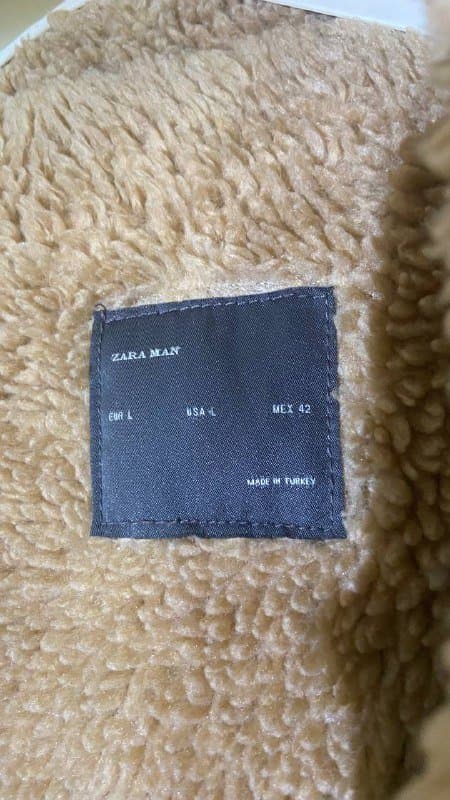 ZARA MAN
EUR L USA L MEX 42
MADE IN TURKEY